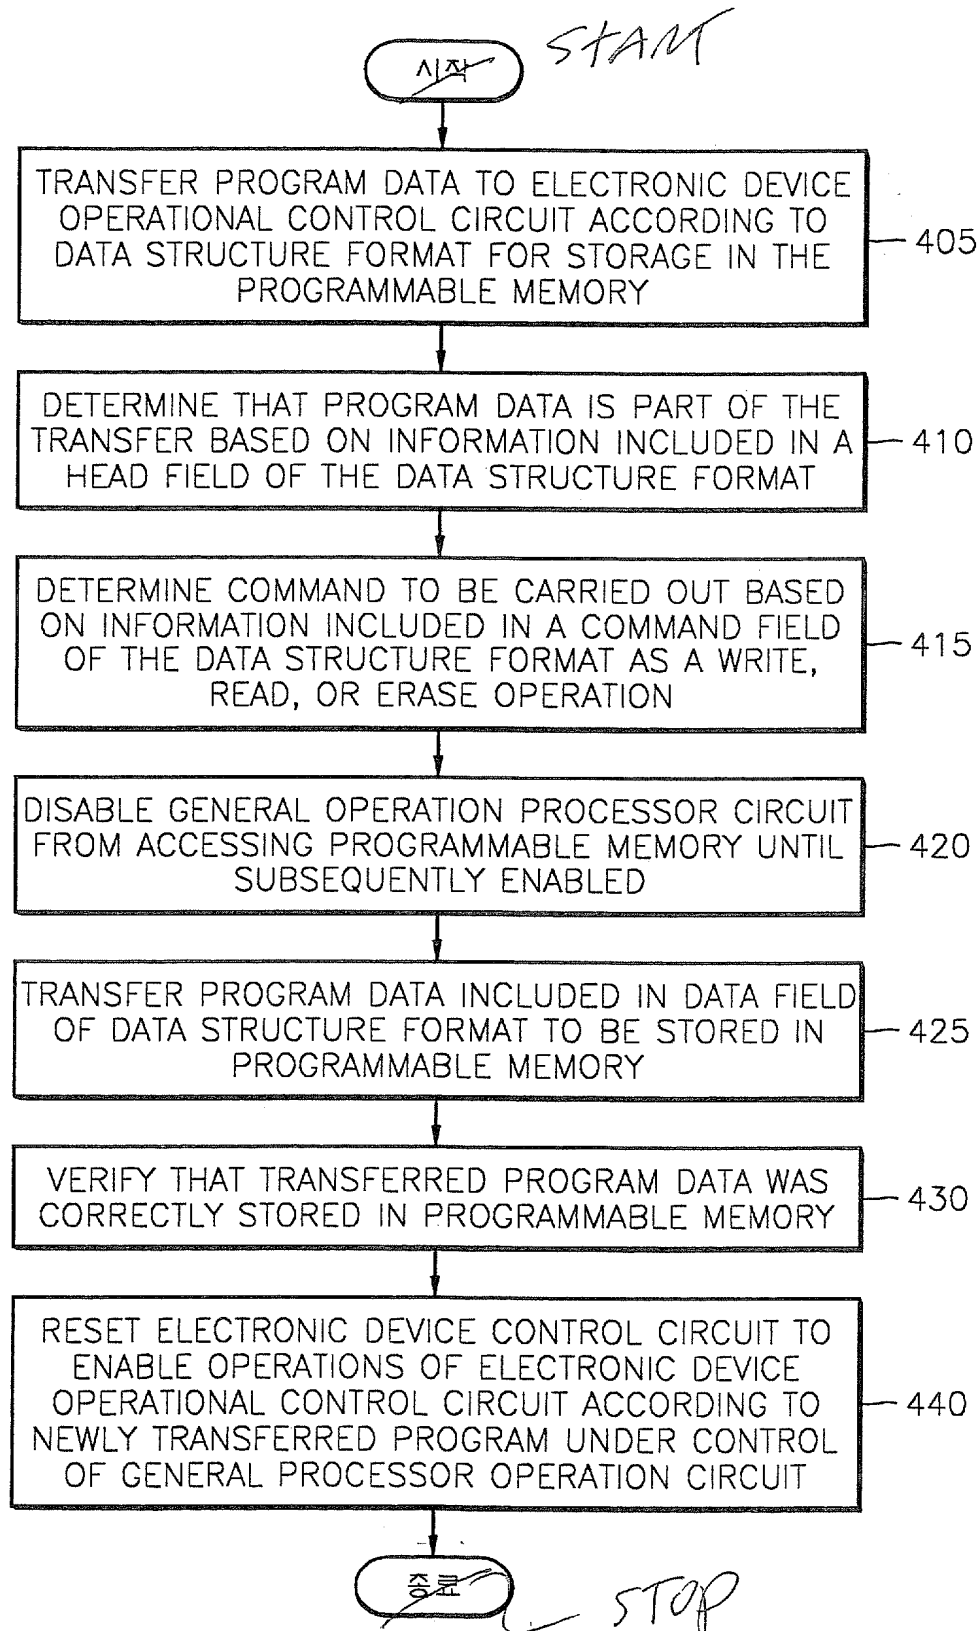 시작 START
TRANSFER PROGRAM DATA TO ELECTRONIC DEVICE
OPERATIONAL CONTROL CIRCUIT ACCORDING TO
DATA STRUCTURE FORMAT FOR STORAGE IN THE
PROGRAMMABLE MEMORY
405
DETERMINE THAT PROGRAM DATA IS PART OF THE
TRANSFER BASED ON INFORMATION INCLUDED IN A
HEAD FIELD OF THE DATA STRUCTURE FORMAT
410
DETERMINE COMMAND TO BE CARRIED OUT BASED
ON INFORMATION INCLUDED IN A COMMAND FIELD
OF THE DATA STRUCTURE FORMAT AS A WRITE,
READ, OR ERASE OPERATION
415
DISABLE GENERAL OPERATION PROCESSOR CIRCUIT
FROM ACCESSING PROGRAMMABLE MEMORY UNTIL
SUBSEQUENTLY ENABLED
420
TRANSFER PROGRAM DATA INCLUDED IN DATA FIELD
OF DATA STRUCTURE FORMAT TO BE STORED IN
PROGRAMMABLE MEMORY
425
VERIFY THAT TRANSFERRED PROGRAM DATA WAS
CORRECTLY STORED IN PROGRAMMABLE MEMORY
430
RESET ELECTRONIC DEVICE CONTROL CIRCUIT TO
ENABLE OPERATIONS OF ELECTRONIC DEVICE
OPERATIONAL CONTROL CIRCUIT ACCORDING TO
NEWLY TRANSFERRED PROGRAM UNDER CONTROL
OF GENERAL PROCESSOR OPERATION CIRCUIT
440
종료 STOP